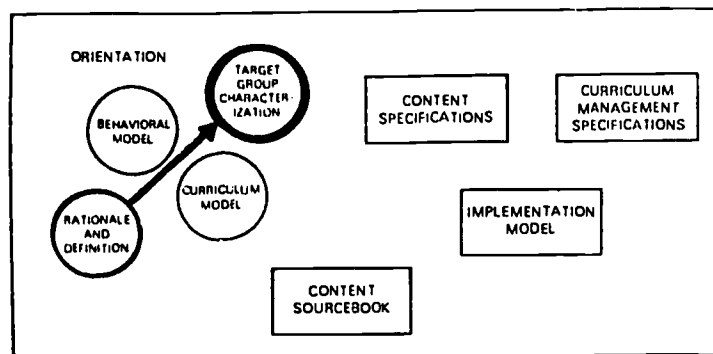 ORIENTATION
TARGET
GROUP
CHARACTER-
IZATION
BEHAVIORAL
MODEL
CURRICULUM
MODEL
RATIONALE
AND
DEFINITION
CONTENT
SPECIFICATIONS
CURRICULUM
MANAGEMENT
SPECIFICATIONS
IMPLEMENTATION
MODEL
CONTENT
SOURCEBOOK